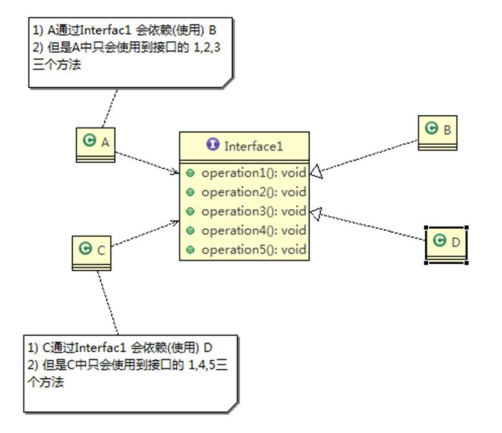 1) A通过Interfac1 会依赖(使用) B
2) 但是A中只会使用到接口的 1,2,3
三个方法
C A
I Interface1
C B
operation1(): void
operation2(): void
operation3(): void
operation4(): void
operation5(): void
C C
C D
1) C通过Interfac1 会依赖(使用) D
2) 但是C中只会使用到接口的 1,4,5三
个方法